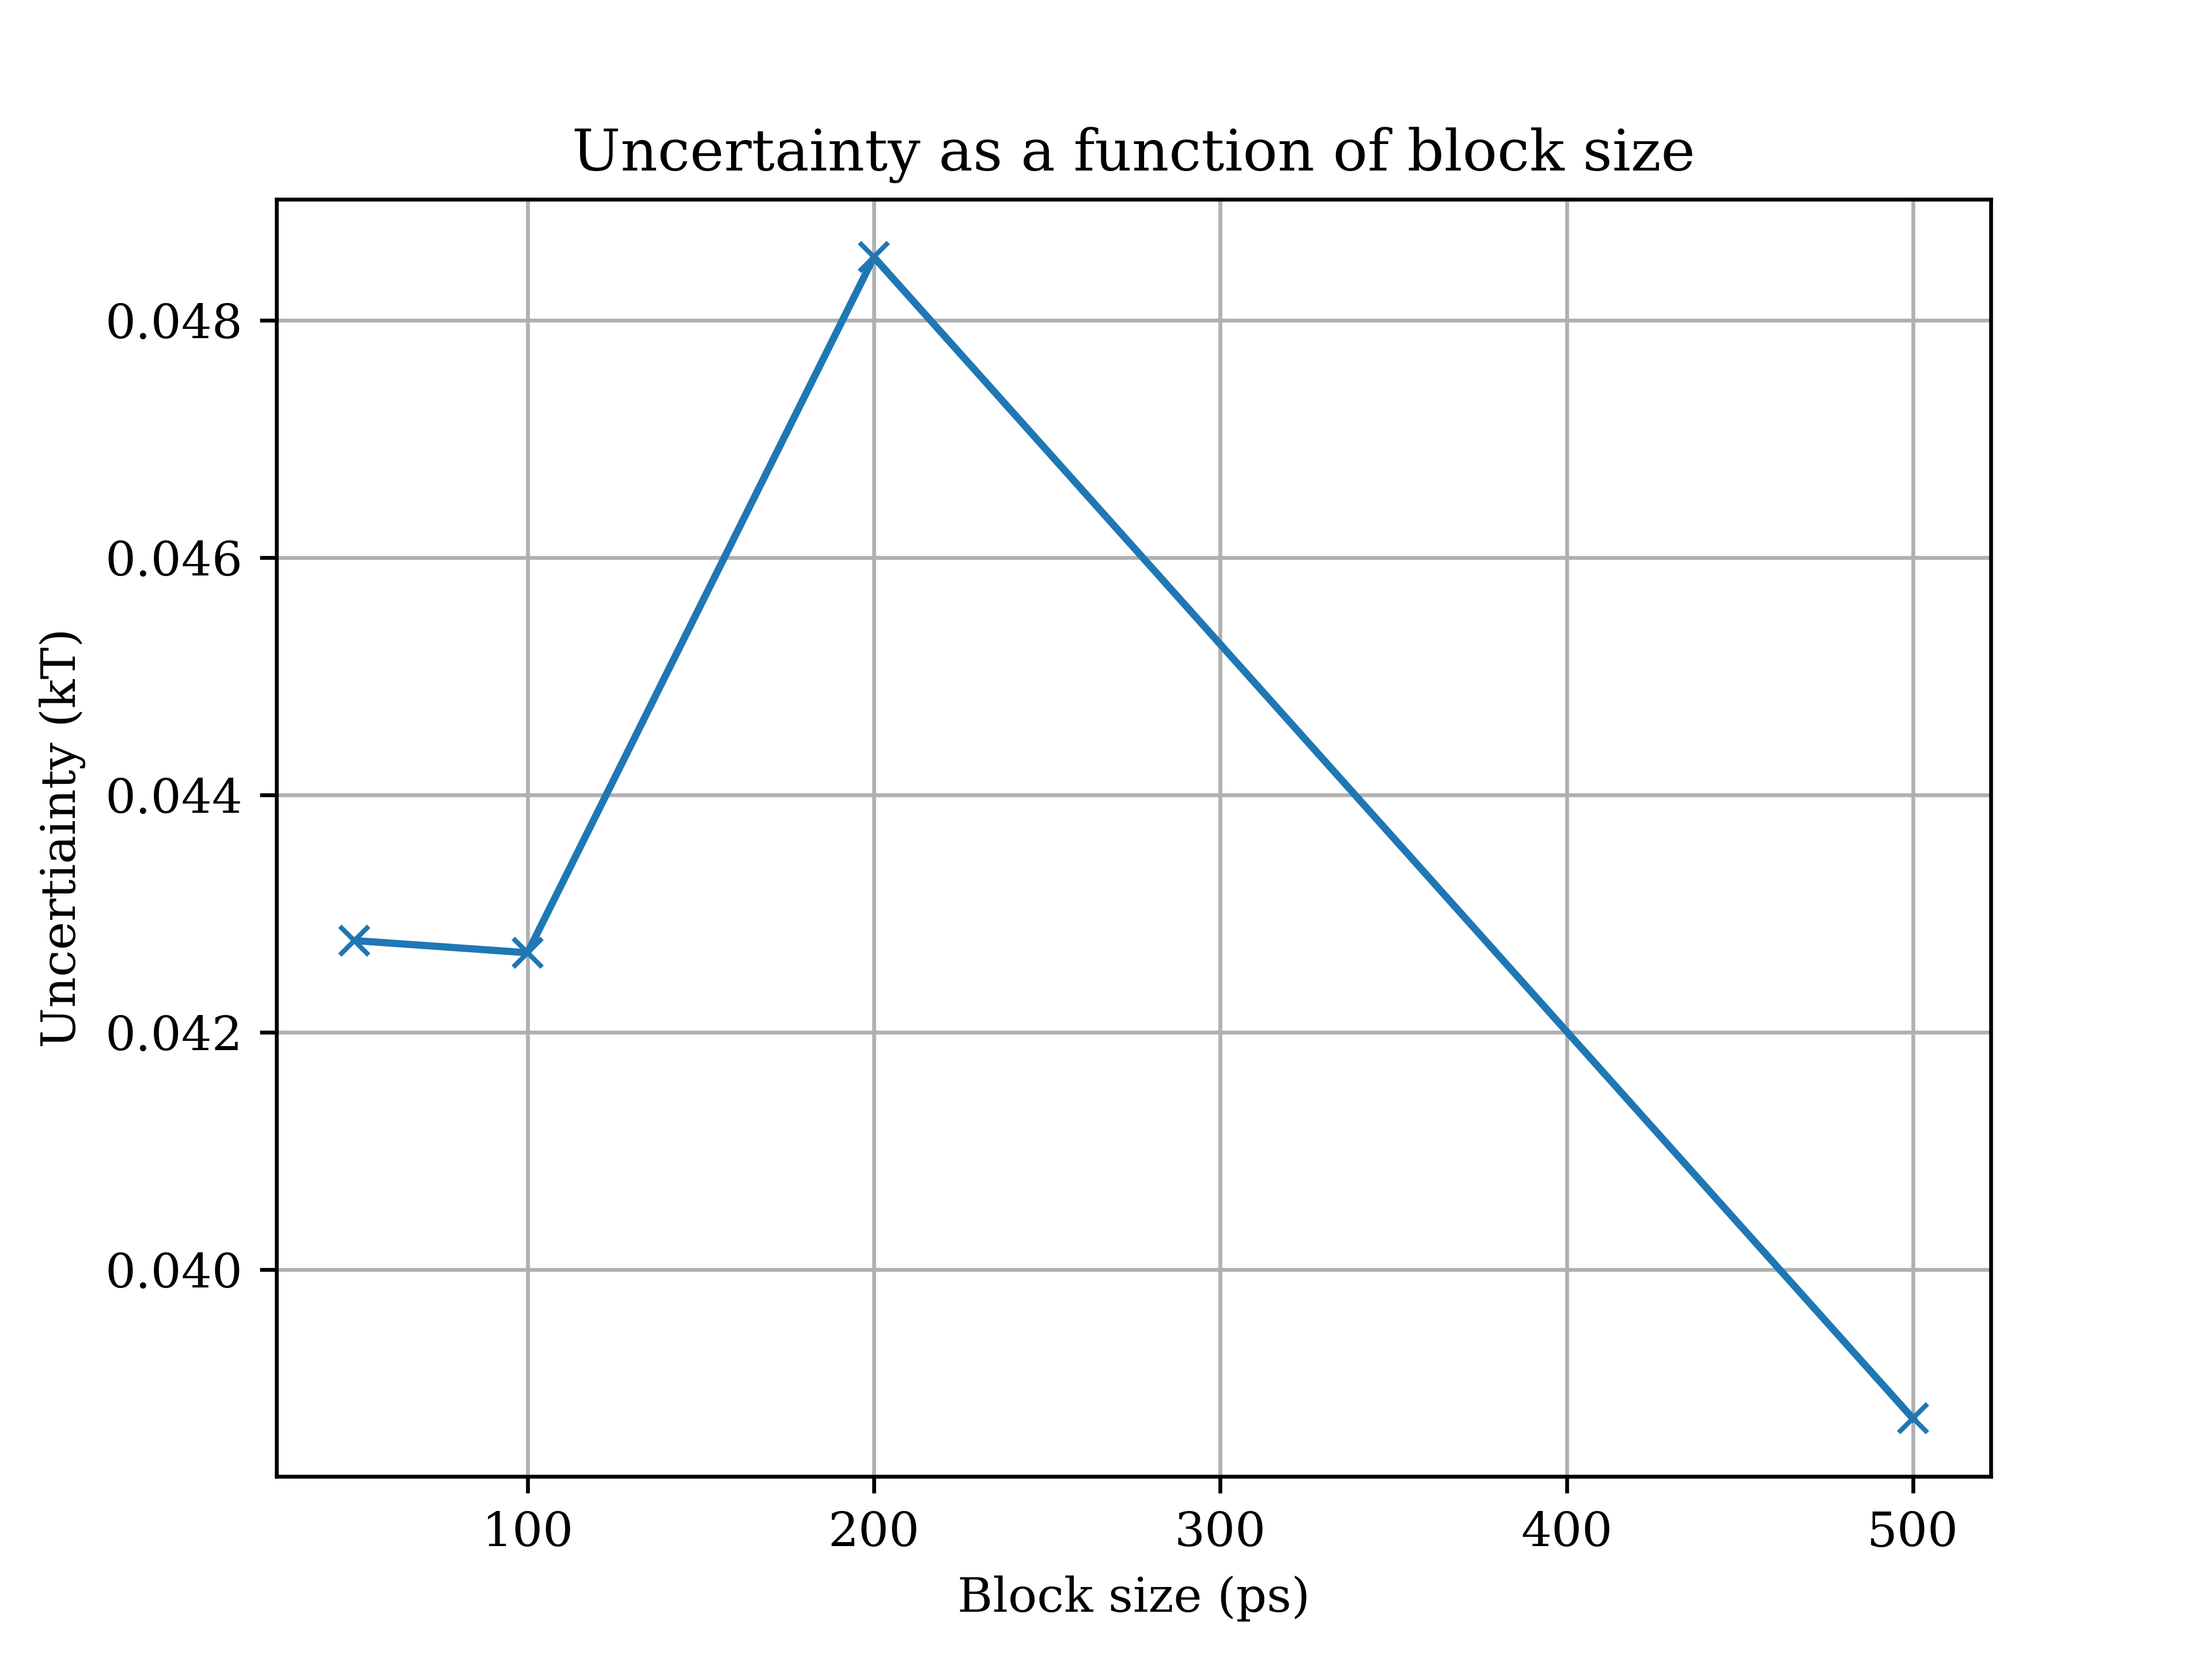 Uncertainty as a function of block size
0.048
0.046
0.044
0.042
0.040
Uncertiainty (kT)
100 200 300 400 500
Block size (ps)